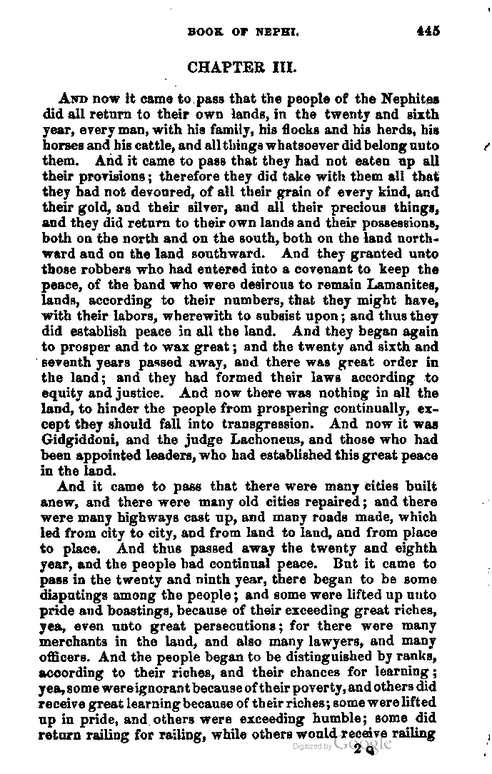 BOOK OF NEPHI. 445
CHAPTER III.
AND now it came to pass that the people of the Nephites
did all return to their own lands, in the twenty and sixth
year, every man, with his family, his flocks and his herds, his
horses and his cattle, and all things whatsoever did belong unto
them. And it came to pass that they had not eaten up all
their provisions; therefore they did take with them all that
they had not devoured, of all their grain of every kind, and
their gold, and their silver, and all their precious things,
and they did return to their own lands and their possessions,
both on the north and on the south, both on the land north-
ward and on the land southward. And they granted unto
those robbers who had entered into a covenant to keep the
peace, of the band who were desirous to remain Lamanites,
lands, according to their numbers, that they might have,
with their labors, wherewith to subsist upon; and thus they
did establish peace in all the land. And they began again
to prosper and to wax great; and the twenty and sixth and
seventh years passed away, and there was great order in
the land; and they had formed their laws according to
equity and justice. And now there was nothing in all the
land, to hinder the people from prospering continually, ex-
cept they should fall into transgression. And now it was
Gidgiddoni, and the judge Lachoneus, and those who had
been appointed leaders, who had established this great peace
in the land.
And it came to pass that there were many cities built
anew, and there were many old cities repaired; and there
were many highways cast up, and many roads made, which
led from city to city, and from land to land, and from place
to place. And thus passed away the twenty and eighth
year, and the people had continual peace. But it came to
pass in the twenty and ninth year, there began to be some
disputings among the people; and some were lifted up unto
pride and boastings, because of their exceeding great riches,
yea, even unto great persecutions; for there were many
merchants in the land, and also many lawyers, and many
officers. And the people began to be distinguished by ranks,
according to their riches, and their chances for learning;
yea, some were ignorant because of their poverty, and others did
receive great learning because of their riches; some were lifted
up in pride, and others were exceeding humble; some did
return railing for railing, while others would receive railing
2 Q
Digitized by Google